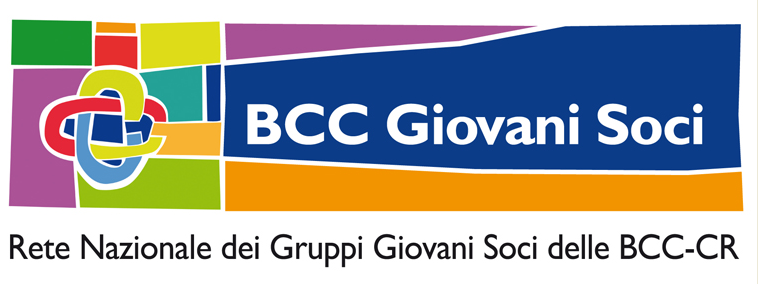 BCC Giovani Soci
Rete Nazionale dei Gruppi Giovani Soci delle BCC-CR